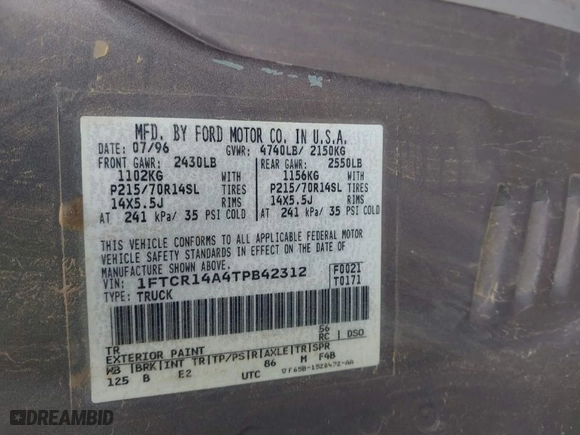 MFD. BY FORD MOTOR CO. IN U.S.A.
DATE: 07/96 GVWR: 4740LB/ 2150KG
FRONT GAWR: 2430LB REAR GAWR: 2550LB
1102KG WITH 1156KG WITH
P215/70R14SL TIRES P215/70R14SL TIRES
14X5.5J RIMS 14X5.5J RIMS
AT 241 kPa/ 35 PSI COLD AT 241 kPa/ 35 PSI COLD
THIS VEHICLE CONFORMS TO ALL APPLICABLE FEDERAL MOTOR
VEHICLE SAFETY STANDARDS IN EFFECT ON THE DATE OF
MANUFACTURE SHOWN ABOVE.
VIN: 1FTCR14A4TPB42312 F0021
TYPE: TRUCK T0171
TR 56
EXTERIOR PAINT RC DSO
WB BRK INT TR TP/PS R AXLE TR SPR
125 B E2 86 M F4B
UTC
DREAMBID